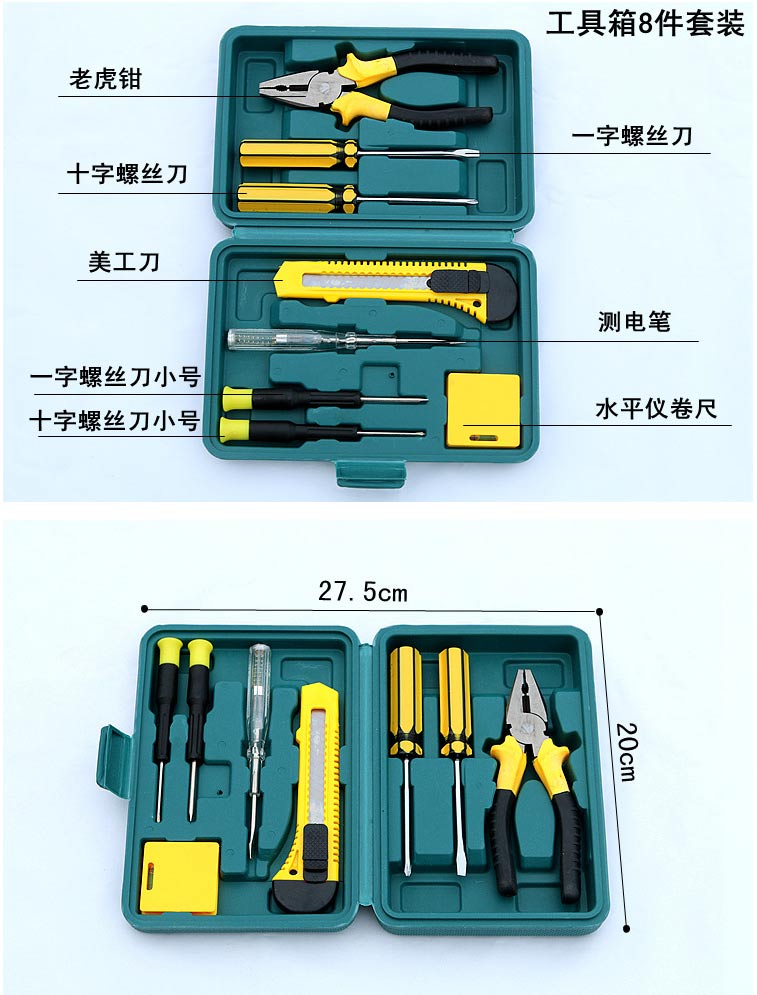 工具箱8件套装
老虎钳
一字螺丝刀
十字螺丝刀
美工刀
测电笔
一字螺丝刀小号
十字螺丝刀小号
水平仪卷尺
27.5cm
20cm